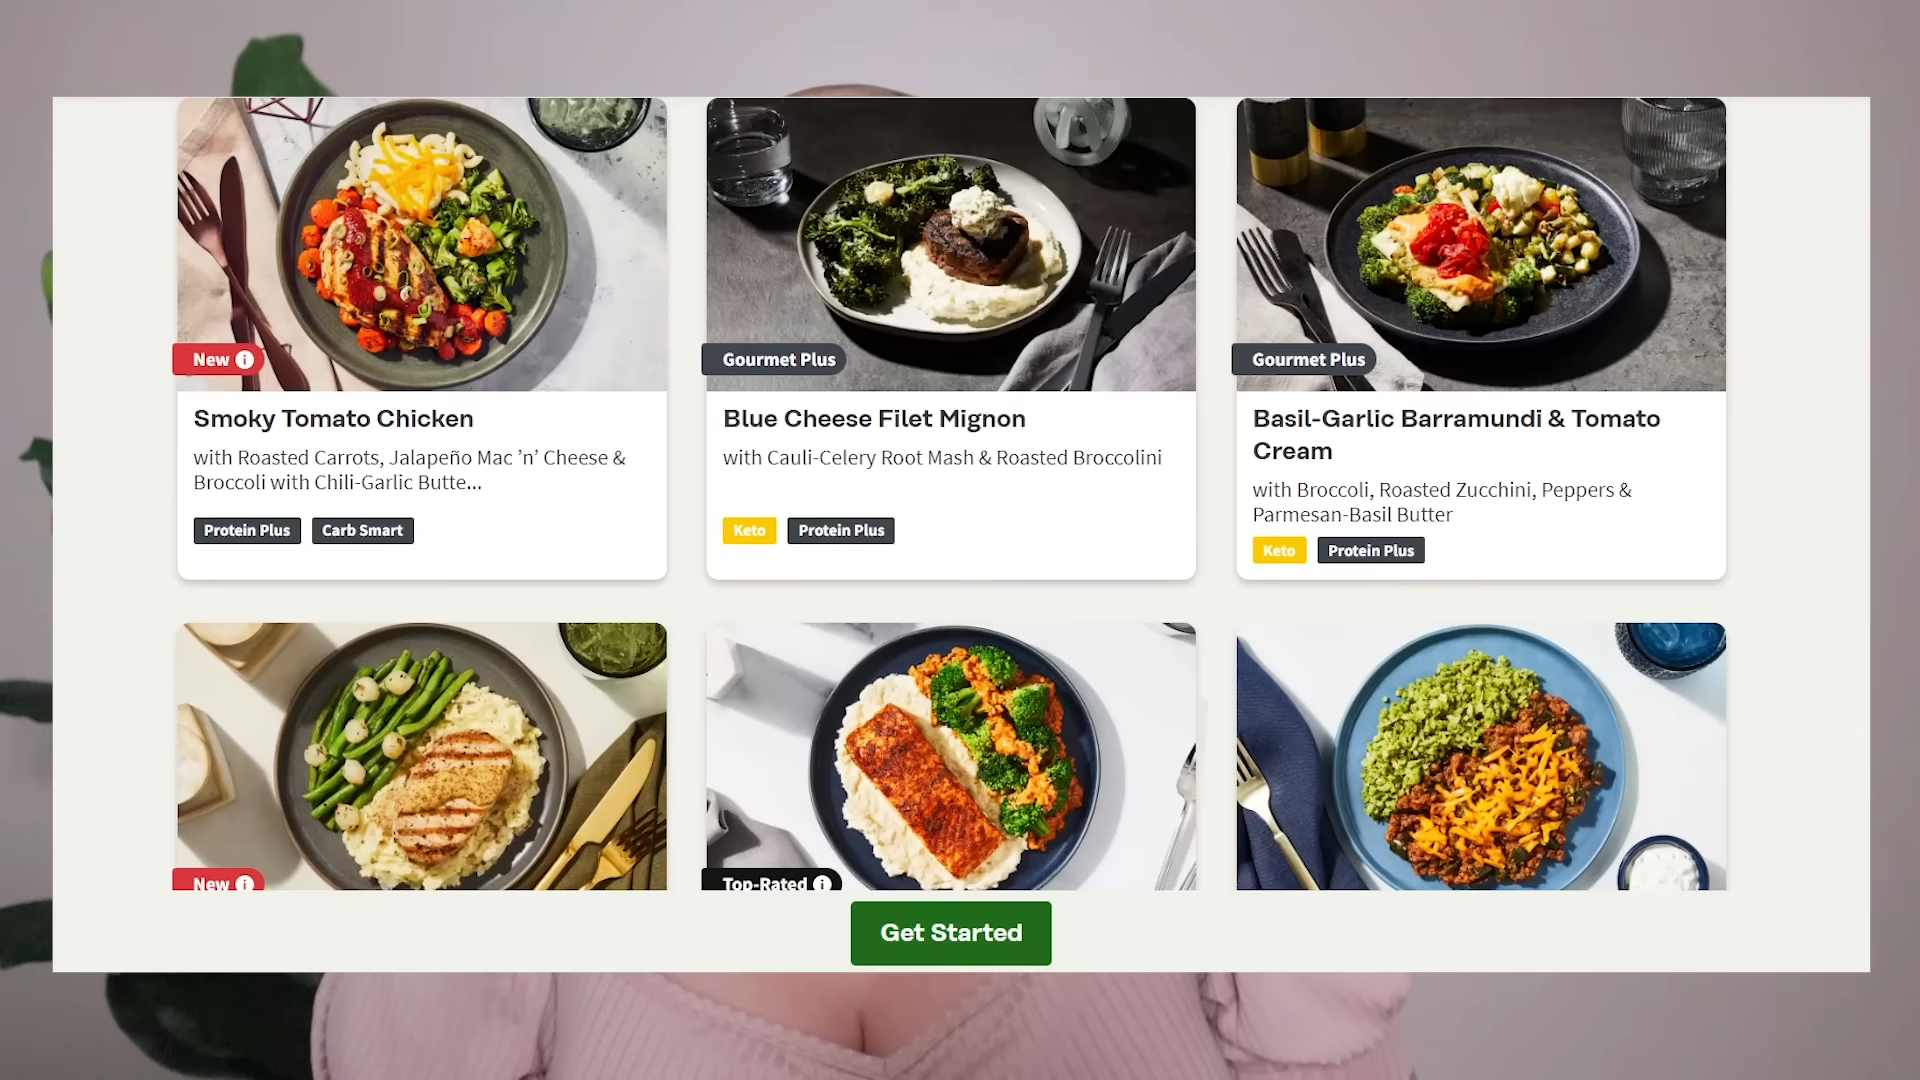 New
Gourmet Plus
Gourmet Plus
Smoky Tomato Chicken
with Roasted Carrots, Jalapeño Mac ’n’ Cheese &
Broccoli with Chili-Garlic Butte...
Protein Plus
Carb Smart
Blue Cheese Filet Mignon
with Cauli-Celery Root Mash & Roasted Broccolini
Keto
Protein Plus
Basil-Garlic Barramundi & Tomato
Cream
with Broccoli, Roasted Zucchini, Peppers &
Parmesan-Basil Butter
Keto
Protein Plus
New
Top-Rated
Get Started